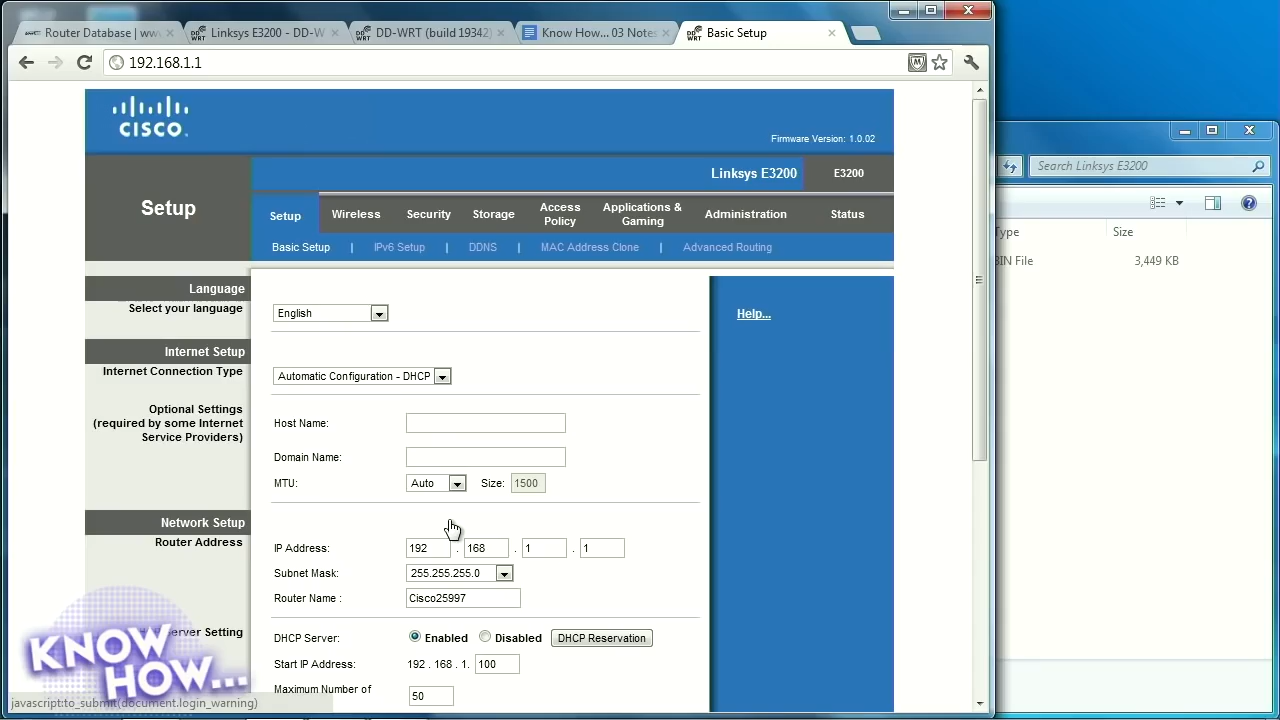 Router Database | www
Linksys E3200 - DD-W
DD-WRT (build 19342)
Know How... 03 Notes
Basic Setup
192.168.1.1
CISCO
Firmware Version: 1.0.02
Linksys E3200
E3200
Setup
Setup
Wireless
Security
Storage
Access Policy
Applications & Gaming
Administration
Status
Basic Setup | IPv6 Setup | DDNS | MAC Address Clone | Advanced Routing
Language
Select your language
English
Help...
Internet Setup
Internet Connection Type
Automatic Configuration - DHCP
Optional Settings
(required by some Internet
Service Providers)
Host Name:
Domain Name:
MTU: Auto Size: 1500
Network Setup
Router Address
IP Address: 192 . 168 . 1 . 1
Subnet Mask: 255.255.255.0
Router Name : Cisco25997
Server Setting
DHCP Server: Enabled Disabled DHCP Reservation
Start IP Address: 192 . 168 . 1. 100
Maximum Number of 50
KNOW
HOW...
javascript:to_submit(document.login_warning)
Search Linksys E3200
Type Size
BIN File 3,449 KB